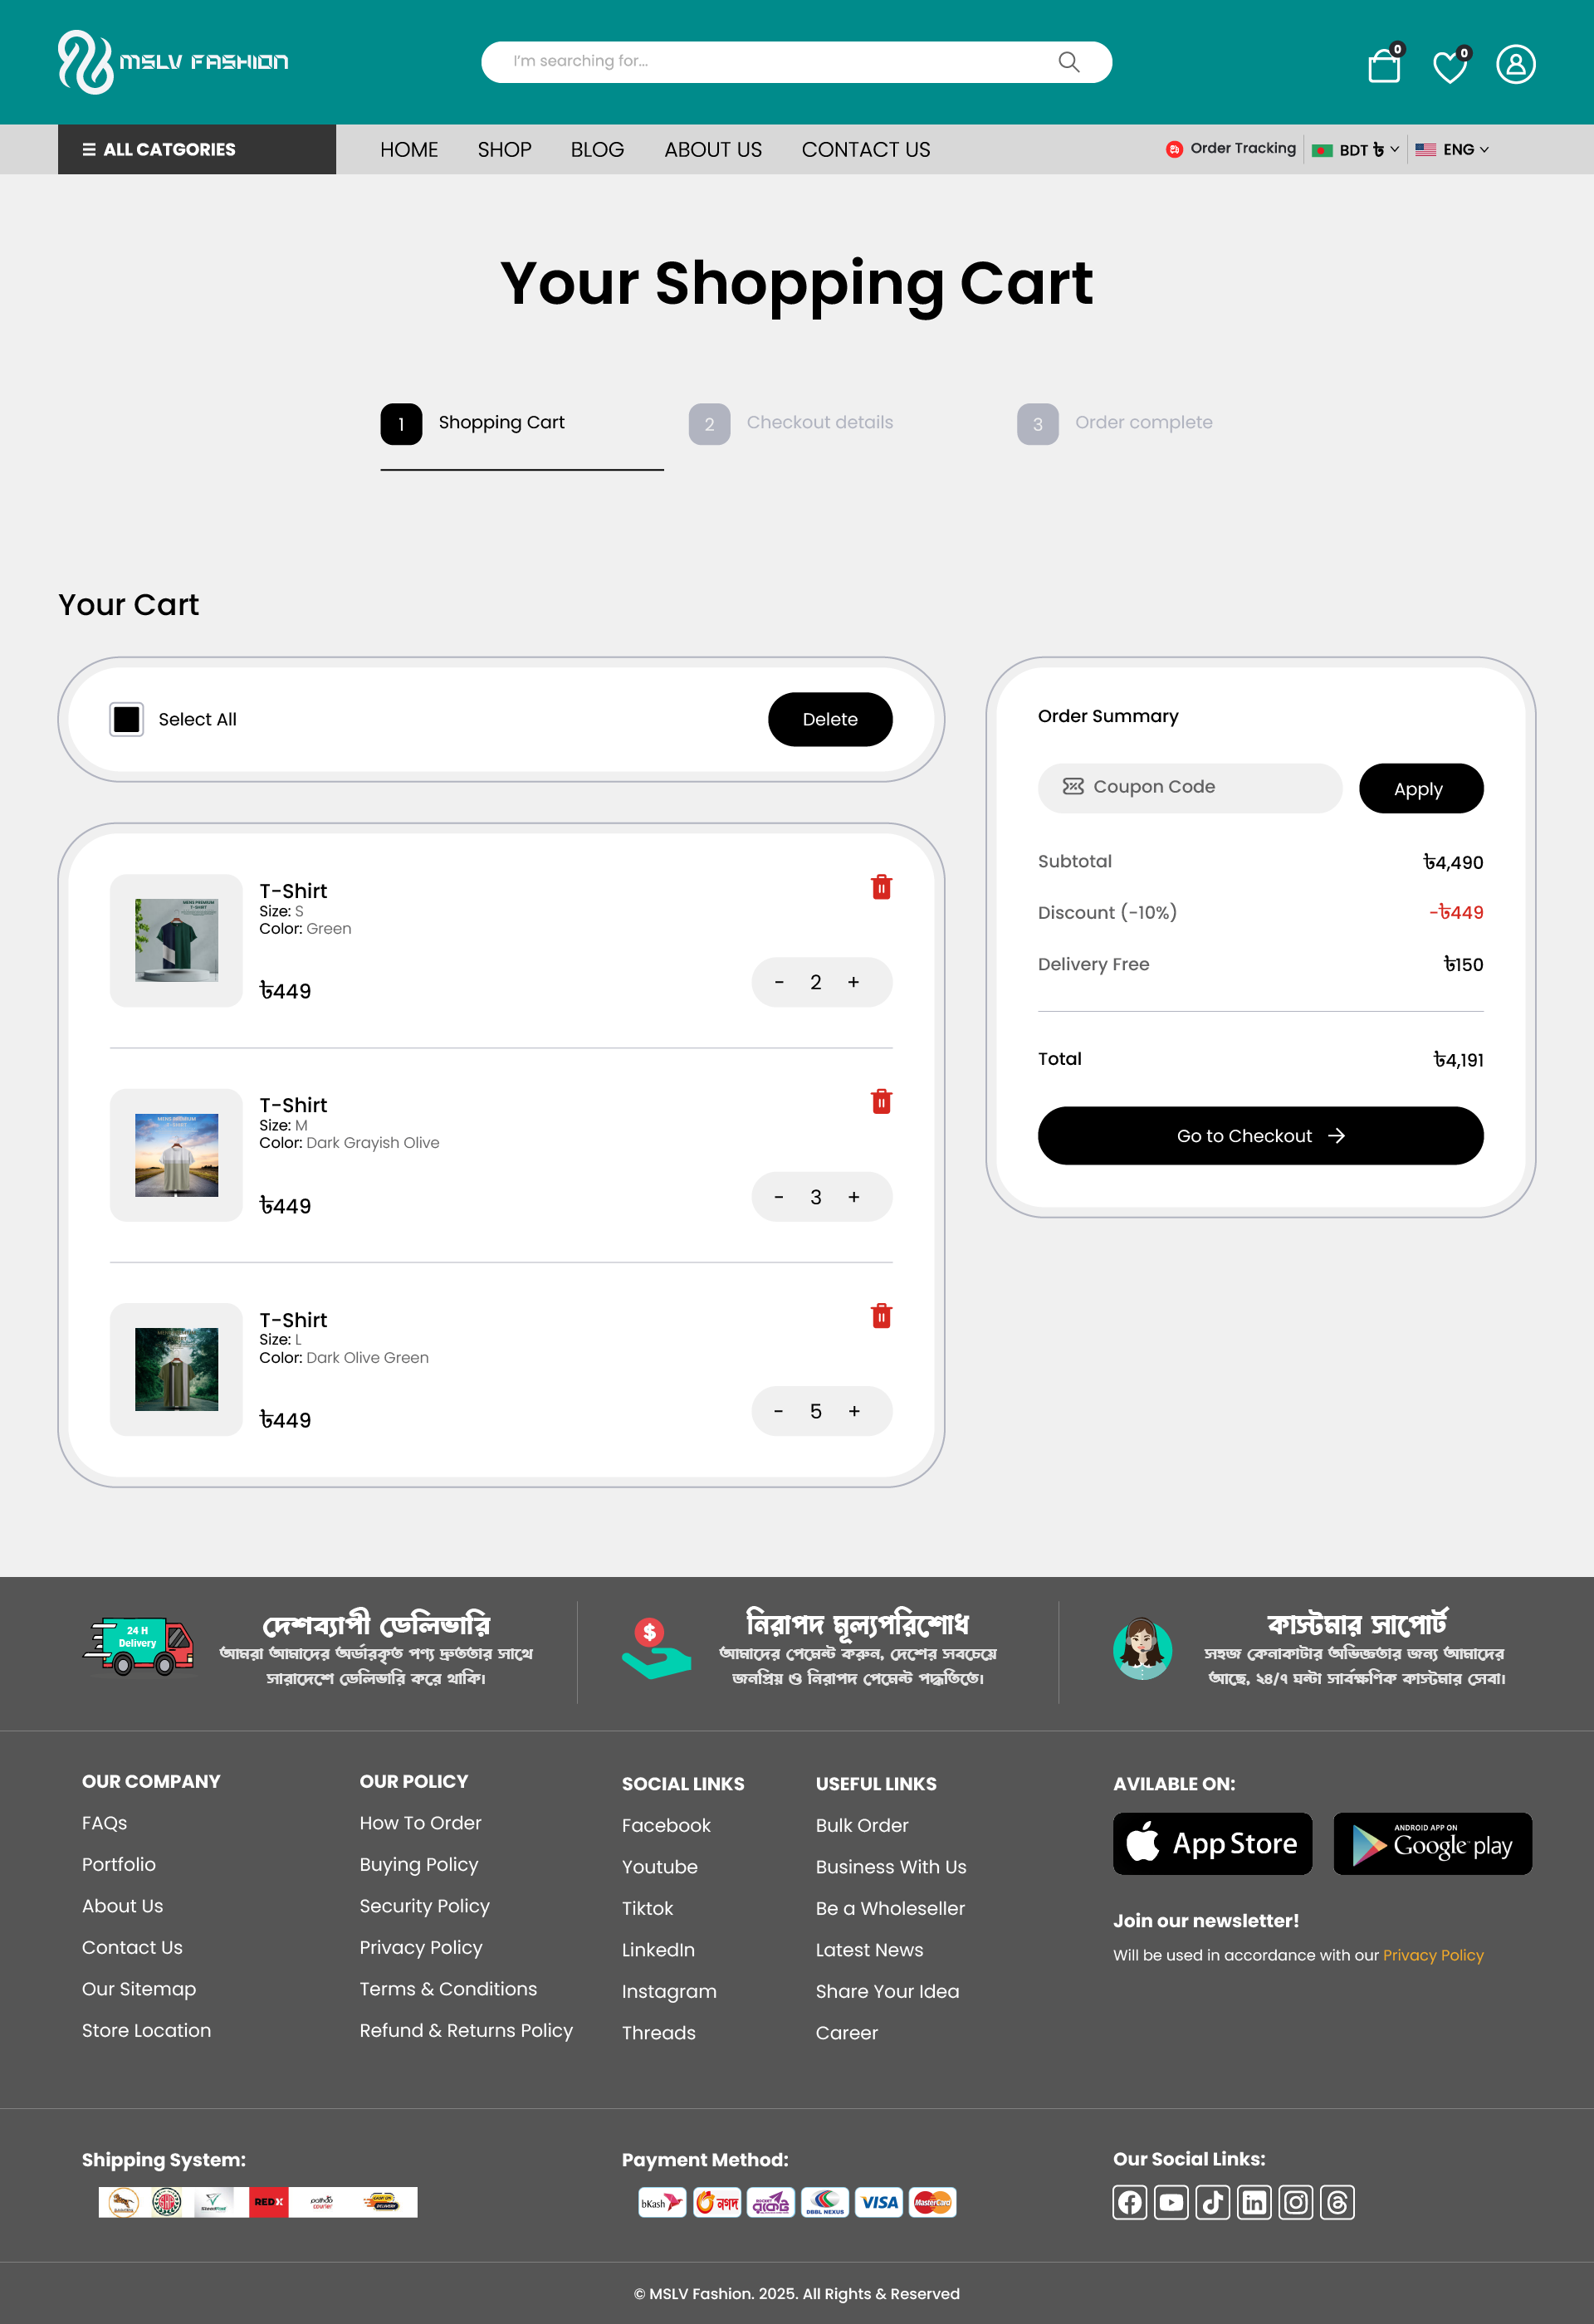 MSLV FASHION
I'm searching for...
0
0
ALL CATGORIES
HOME
SHOP
BLOG
ABOUT US
CONTACT US
Order Tracking
BDT ৳
ENG
Your Shopping Cart
1
Shopping Cart
2
Checkout details
3
Order complete
Your Cart
Select All
Delete
T-Shirt
Size: S
Color: Green
৳449
- 2 +
T-Shirt
Size: M
Color: Dark Grayish Olive
৳449
- 3 +
T-Shirt
Size: L
Color: Dark Olive Green
৳449
- 5 +
Order Summary
Coupon Code
Apply
Subtotal
৳4,490
Discount (-10%)
-৳449
Delivery Free
৳150
Total
৳4,191
Go to Checkout
24 H
Delivery
দেশব্যাপী ডেলিভারি
আমরা আমাদের অর্ডারকৃত পণ্য দ্রুততার সাথে
সারাদেশে ডেলিভারি করে থাকি।
$
নিরাপদ মূল্যপরিশোধ
আমাদের পেমেন্ট করুন, দেশের সবচেয়ে
জনপ্রিয় ও নিরাপদ পেমেন্ট পদ্ধতিতে।
কাস্টমার সাপোর্ট
সহজ কেনাকাটার অভিজ্ঞতার জন্য আমাদের
আছে, ২৪/৭ ঘন্টা সার্বক্ষণিক কাস্টমার সেবা।
OUR COMPANY
FAQs
Portfolio
About Us
Contact Us
Our Sitemap
Store Location
OUR POLICY
How To Order
Buying Policy
Security Policy
Privacy Policy
Terms & Conditions
Refund & Returns Policy
SOCIAL LINKS
Facebook
Youtube
Tiktok
LinkedIn
Instagram
Threads
USEFUL LINKS
Bulk Order
Business With Us
Be a Wholeseller
Latest News
Share Your Idea
Career
AVILABLE ON:
App Store
ANDROID APP ON
Google play
Join our newsletter!
Will be used in accordance with our Privacy Policy
Shipping System:
REDX
pathao
courier
Payment Method:
bKash
নগদ
রকেট
DBBL NEXUS
VISA
MasterCard
Our Social Links:
© MSLV Fashion. 2025. All Rights & Reserved